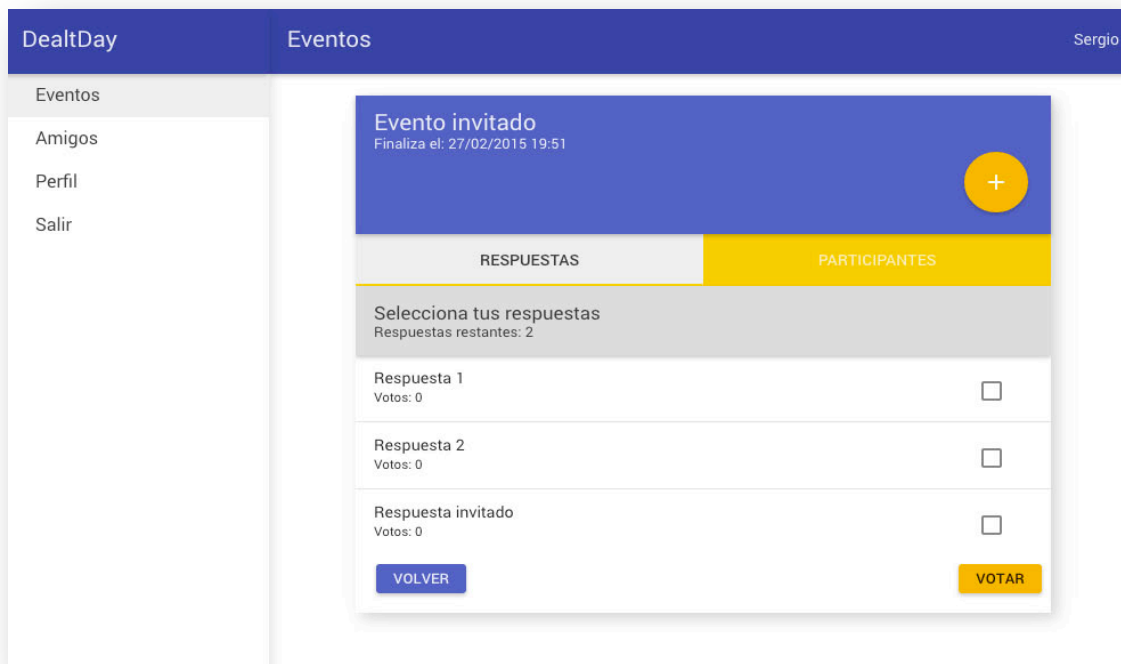 DealtDay
Eventos
Sergio
Eventos
Amigos
Perfil
Salir
Evento invitado
Finaliza el: 27/02/2015 19:51
+
RESPUESTAS
PARTICIPANTES
Selecciona tus respuestas
Respuestas restantes: 2
Respuesta 1
Votos: 0
Respuesta 2
Votos: 0
Respuesta invitado
Votos: 0
VOLVER
VOTAR